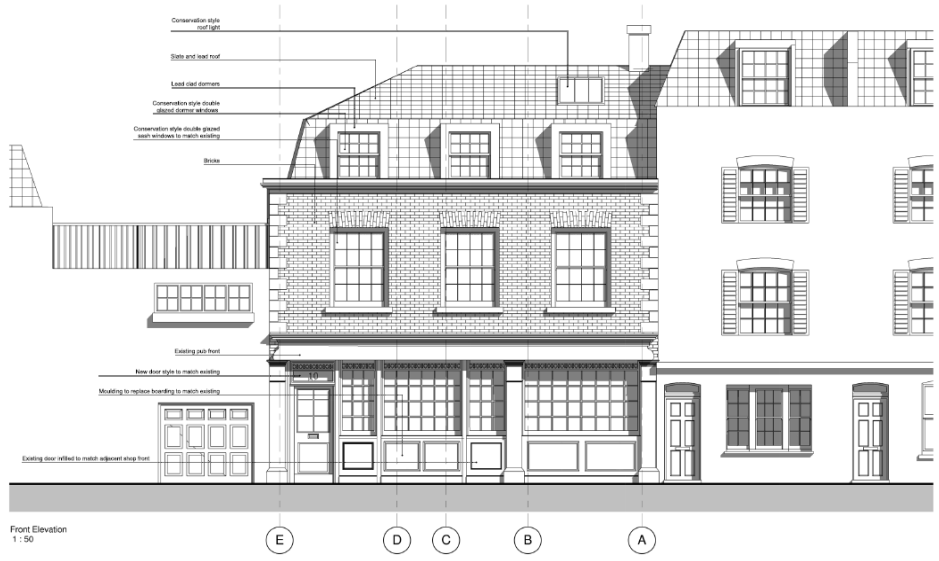 Conservation style
roof light
Slate and lead roof
Lead clad dormers
Conservation style double
glazed dormer windows
Conservation style double glazed
sash windows to match existing
Bricks
Existing pub front
New door style to match existing
10
Moulding to replace boarding to match existing
Existing door infilled to match adjacent shop front
Front Elevation
1 : 50
E
D
C
B
A